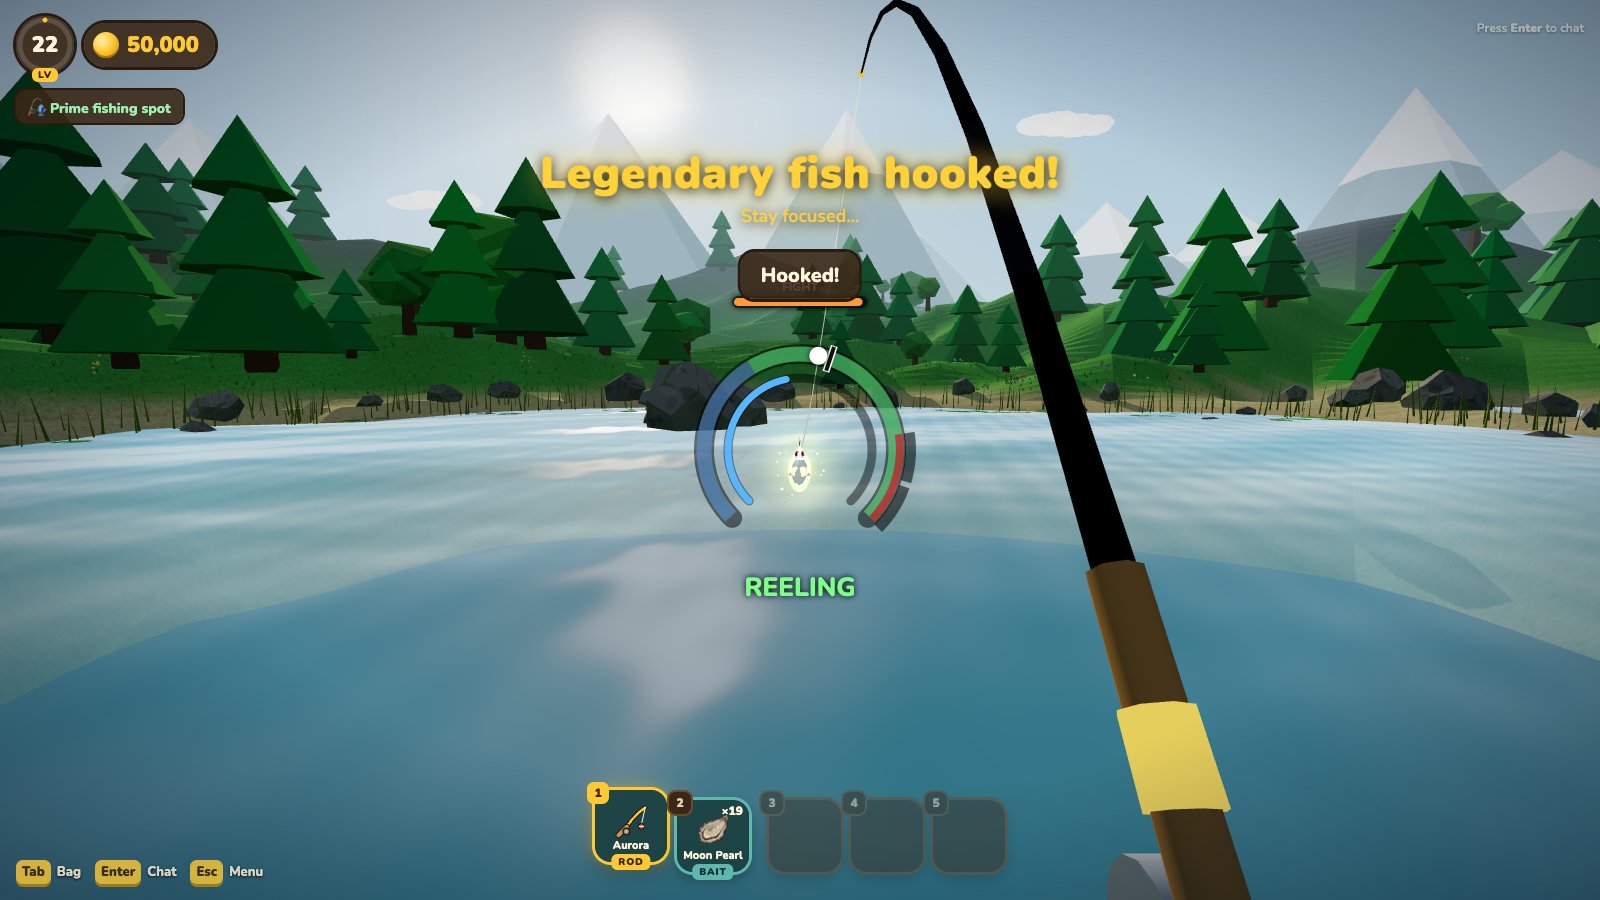 22
LV
50,000
Prime fishing spot
Press Enter to chat
Legendary fish hooked!
Stay focused...
Hooked!
FIGHT
REELING
1
Aurora
ROD
2
×19
Moon Pearl
BAIT
3
4
5
Tab Bag Enter Chat Esc Menu